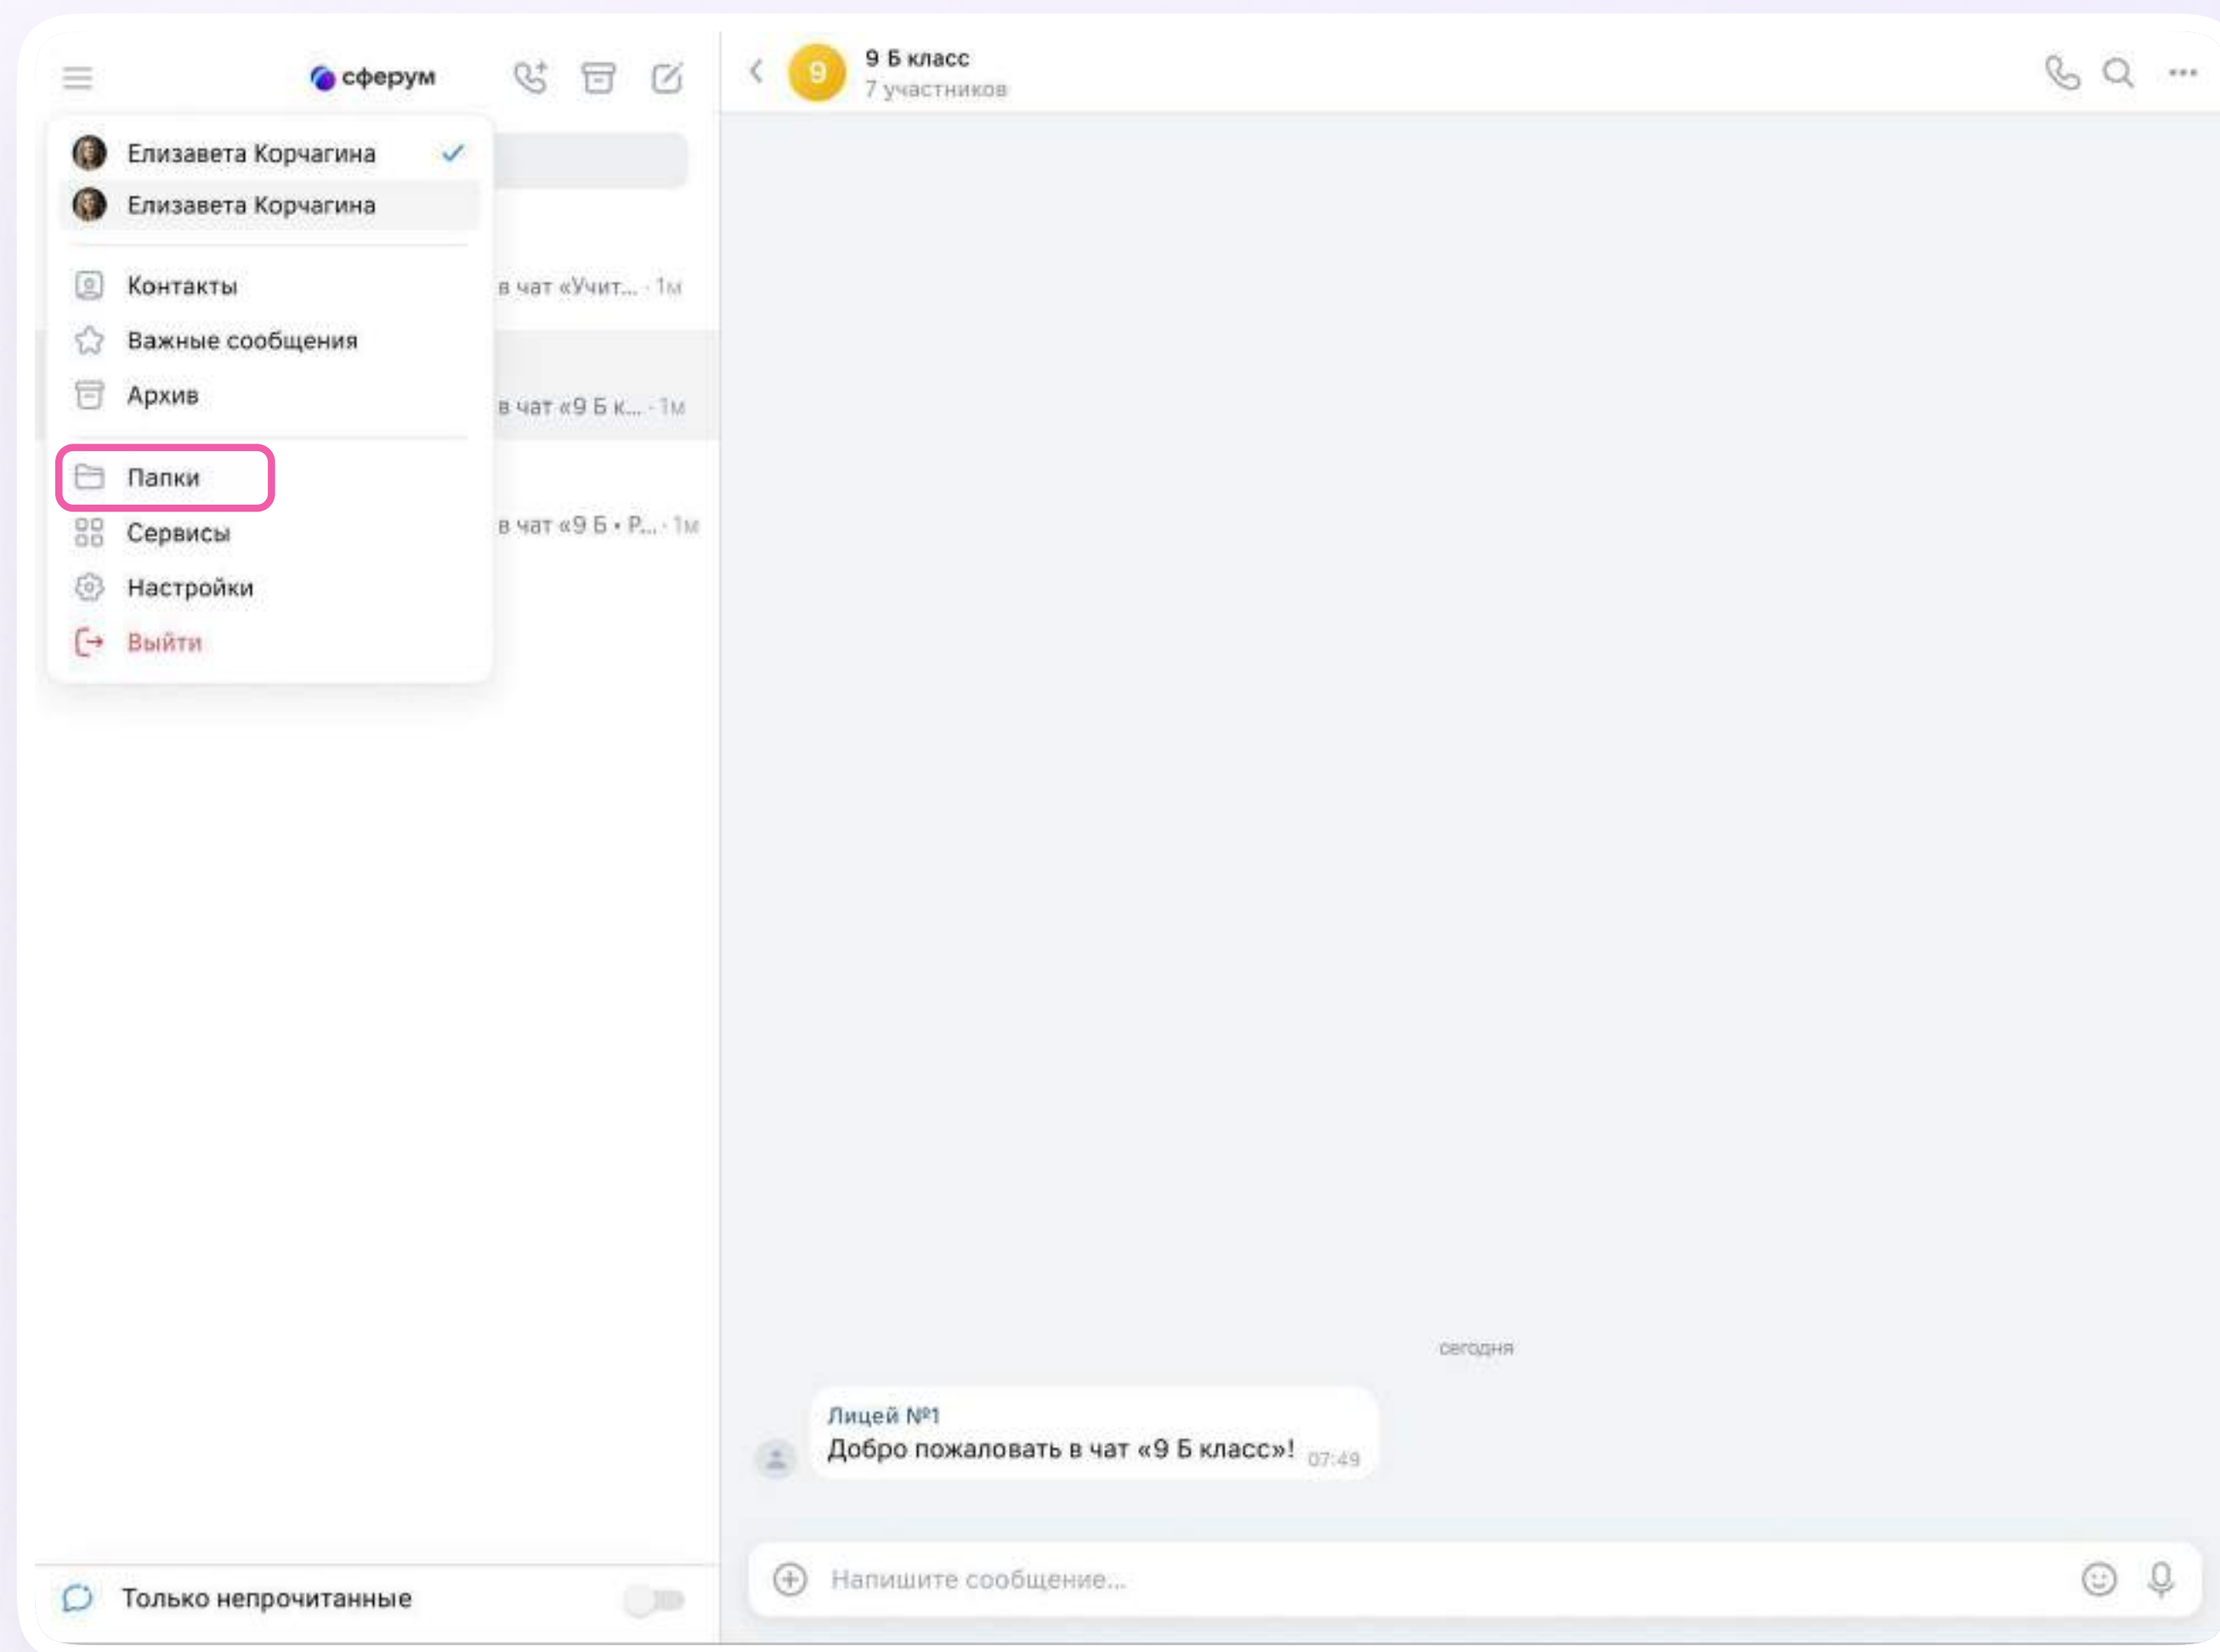 сферум
Елизавета Корчагина
Елизавета Корчагина
Контакты
Важные сообщения
Архив
Папки
Сервисы
Настройки
Выйти
в чат «Учит... · 1м
в чат «9 Б к... · 1м
в чат «9 Б • Р... · 1м
Только непрочитанные
9
9 Б класс
7 участников
сегодня
Лицей №1
Добро пожаловать в чат «9 Б класс»! 07:49
Напишите сообщение...